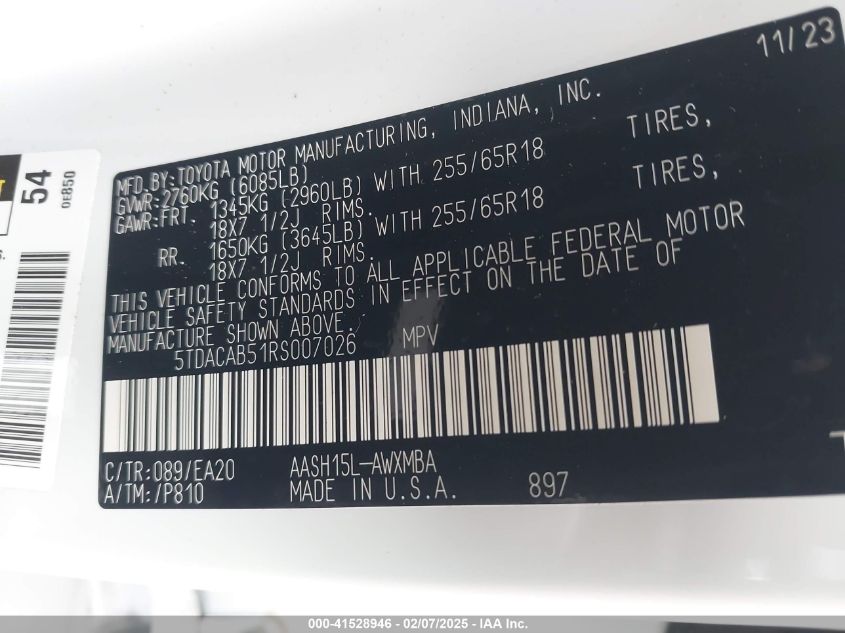 11/23
MFD.BY:TOYOTA MOTOR MANUFACTURING, INDIANA, INC.
GVWR:2760KG (6085LB)
GAWR:FRT. 1345KG (2960LB) WITH 255/65R18 TIRES,
18X7 1/2J RIMS.
RR. 1650KG (3645LB) WITH 255/65R18 TIRES,
18X7 1/2J RIMS.
THIS VEHICLE CONFORMS TO ALL APPLICABLE FEDERAL MOTOR
VEHICLE SAFETY STANDARDS IN EFFECT ON THE DATE OF
MANUFACTURE SHOWN ABOVE.
5TDACAB51RS007026 MPV
C/TR:089/EA20 AASH15L-AWXMBA
A/TM:/P810 MADE IN U.S.A. 897
54
0E850
000-41528946 - 02/07/2025 - IAA Inc.